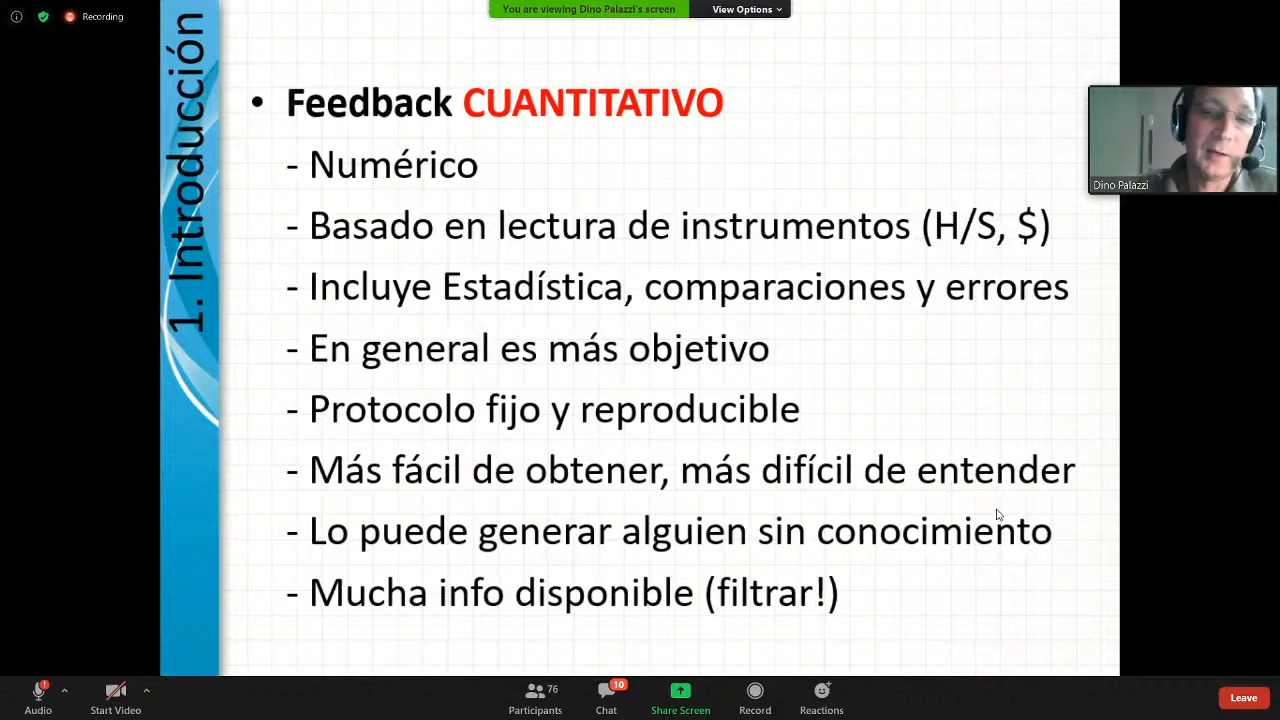 Recording
You are viewing Dino Palazzi's screen
View Options
1. Introducción
• Feedback CUANTITATIVO
- Numérico
- Basado en lectura de instrumentos (H/S, $)
- Incluye Estadística, comparaciones y errores
- En general es más objetivo
- Protocolo fijo y reproducible
- Más fácil de obtener, más difícil de entender
- Lo puede generar alguien sin conocimiento
- Mucha info disponible (filtrar!)
Dino Palazzi
Audio
Start Video
Participants 76
Chat 10
Share Screen
Record
Reactions
Leave